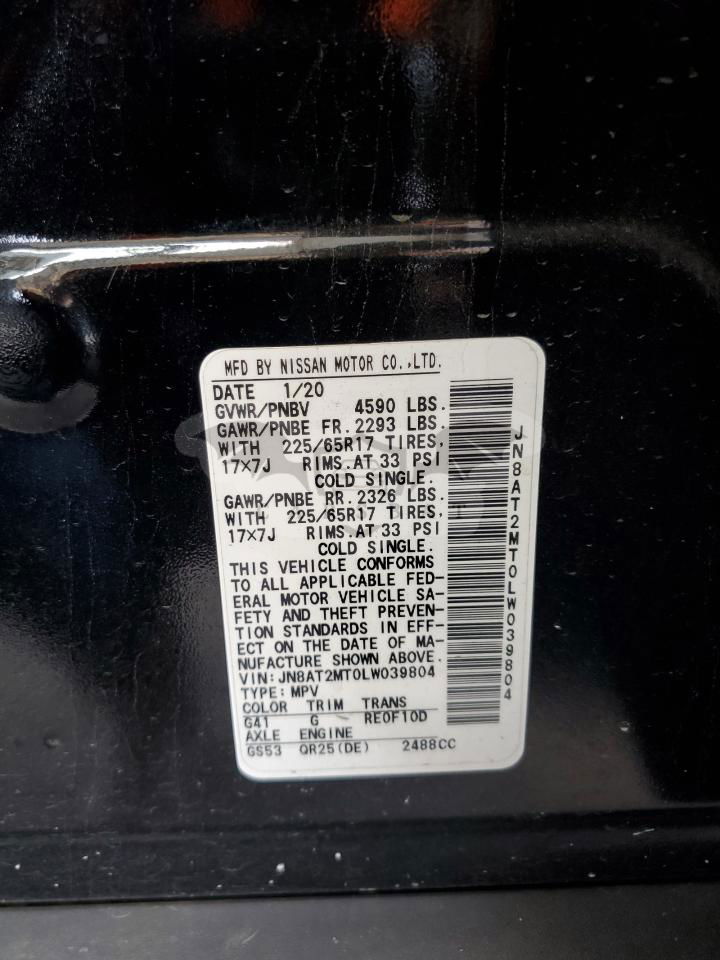 MFD BY NISSAN MOTOR CO.,LTD.
DATE 1/20
GVWR/PNBV 4590 LBS.
GAWR/PNBE FR. 2293 LBS.
WITH 225/65R17 TIRES,
17×7J RIMS.AT 33 PSI
COLD SINGLE.
GAWR/PNBE RR. 2326 LBS.
WITH 225/65R17 TIRES,
17×7J RIMS.AT 33 PSI
COLD SINGLE.
THIS VEHICLE CONFORMS
TO ALL APPLICABLE FED-
ERAL MOTOR VEHICLE SA-
FETY AND THEFT PREVEN-
TION STANDARDS IN EFF-
ECT ON THE DATE OF MA-
NUFACTURE SHOWN ABOVE.
VIN:JN8AT2MT0LW039804
TYPE:MPV
COLOR TRIM TRANS
G41 G RE0F10D
AXLE ENGINE
GS53 QR25(DE) 2488CC
JN8AT2MT0LW039804